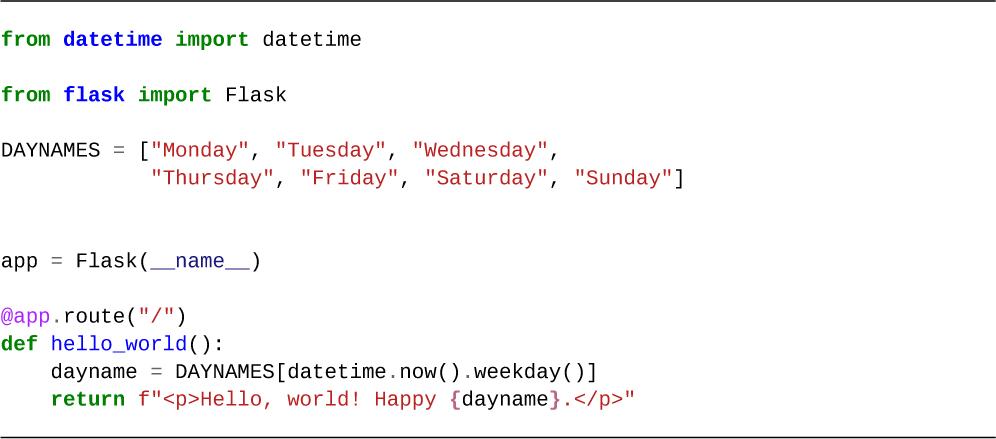 from datetime import datetime
from flask import Flask
DAYNAMES = ["Monday", "Tuesday", "Wednesday",
            "Thursday", "Friday", "Saturday", "Sunday"]
app = Flask(__name__)
@app.route("/")
def hello_world():
    dayname = DAYNAMES[datetime.now().weekday()]
    return f"<p>Hello, world! Happy {dayname}.</p>"